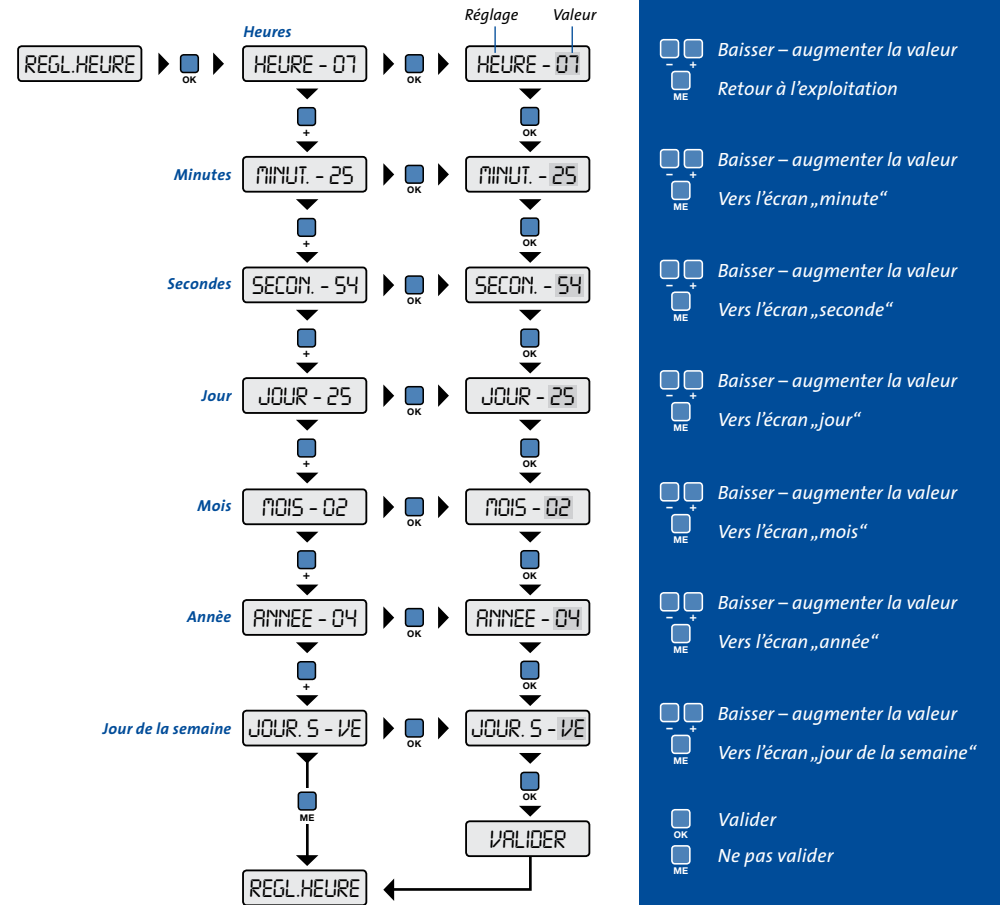 Réglage Valeur
Heures
REGL.HEURE OK HEURE - 07 OK HEURE - 07 Baisser – augmenter la valeur
– +
ME Retour à l'exploitation
+ OK
Minutes MINUT. - 25 OK MINUT. - 25 Baisser – augmenter la valeur
– +
ME Vers l'écran „minute“
+ OK
Secondes SECON. - 54 OK SECON. - 54 Baisser – augmenter la valeur
– +
ME Vers l'écran „seconde“
+ OK
Jour JOUR - 25 OK JOUR - 25 Baisser – augmenter la valeur
– +
ME Vers l'écran „jour“
+ OK
Mois MOIS - 02 OK MOIS - 02 Baisser – augmenter la valeur
– +
ME Vers l'écran „mois“
+ OK
Annèe ANNEE - 04 OK ANNEE - 04 Baisser – augmenter la valeur
– +
ME Vers l'écran „année“
+ OK
Jour de la semaine JOUR. S - VE OK JOUR. S - VE Baisser – augmenter la valeur
– +
ME Vers l'écran „jour de la semaine“
ME OK
VALIDER
OK Valider
ME Ne pas valider
REGL.HEURE